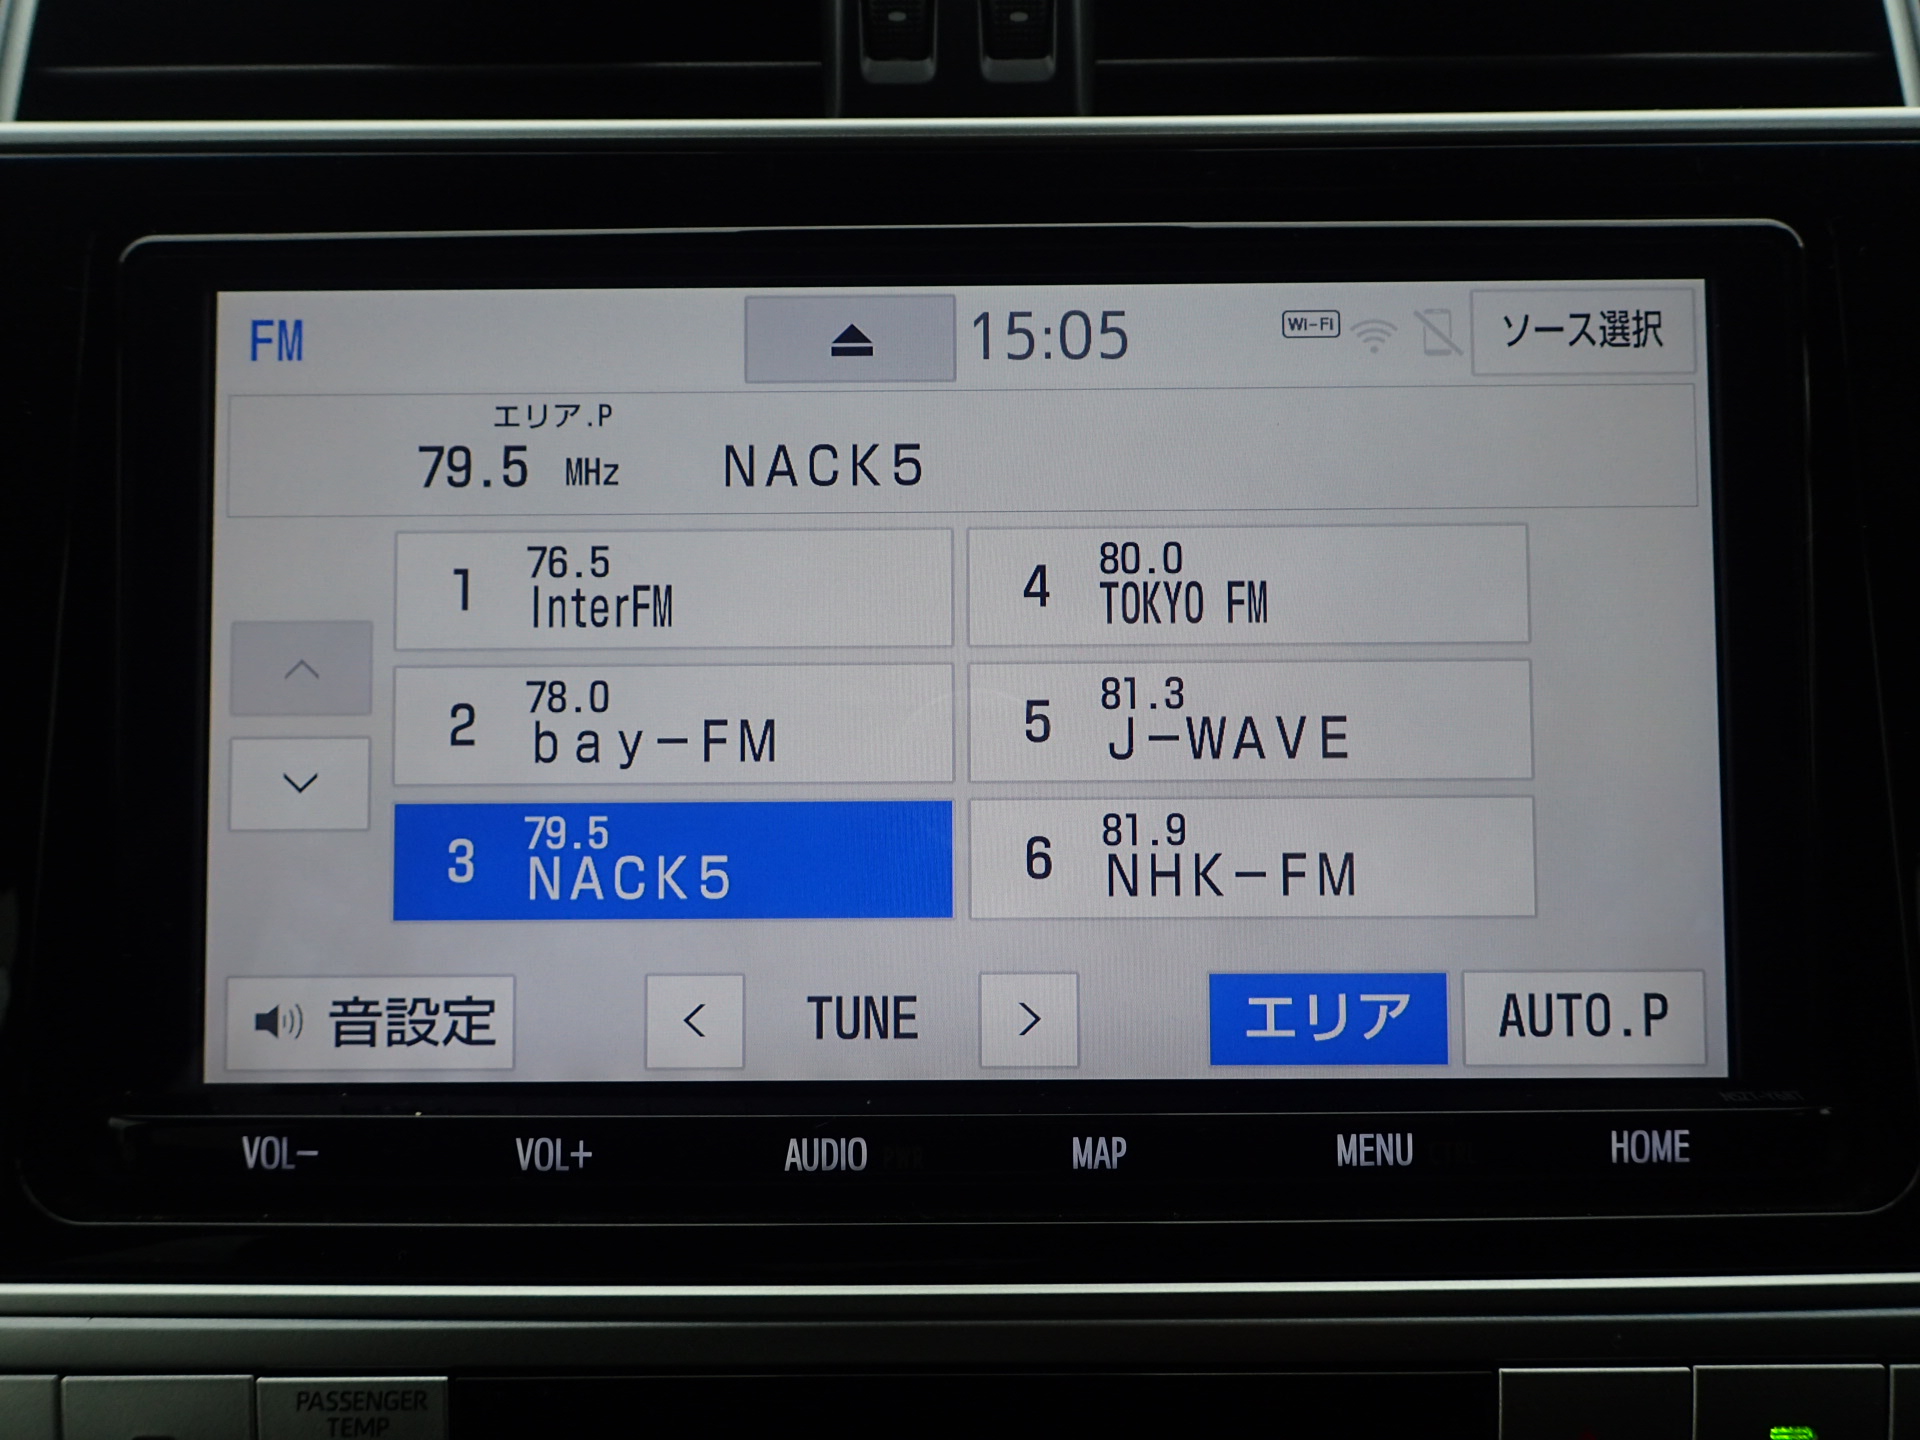 FM
15:05
Wi-Fi
ソース選択
エリア.P
79.5 MHz NACK5
1 76.5
InterFM
4 80.0
TOKYO FM
2 78.0
bay-FM
5 81.3
J-WAVE
3 79.5
NACK5
6 81.9
NHK-FM
音設定
< TUNE >
エリア
AUTO.P
VOL- VOL+ AUDIO MAP MENU HOME
PASSENGER
TEMP